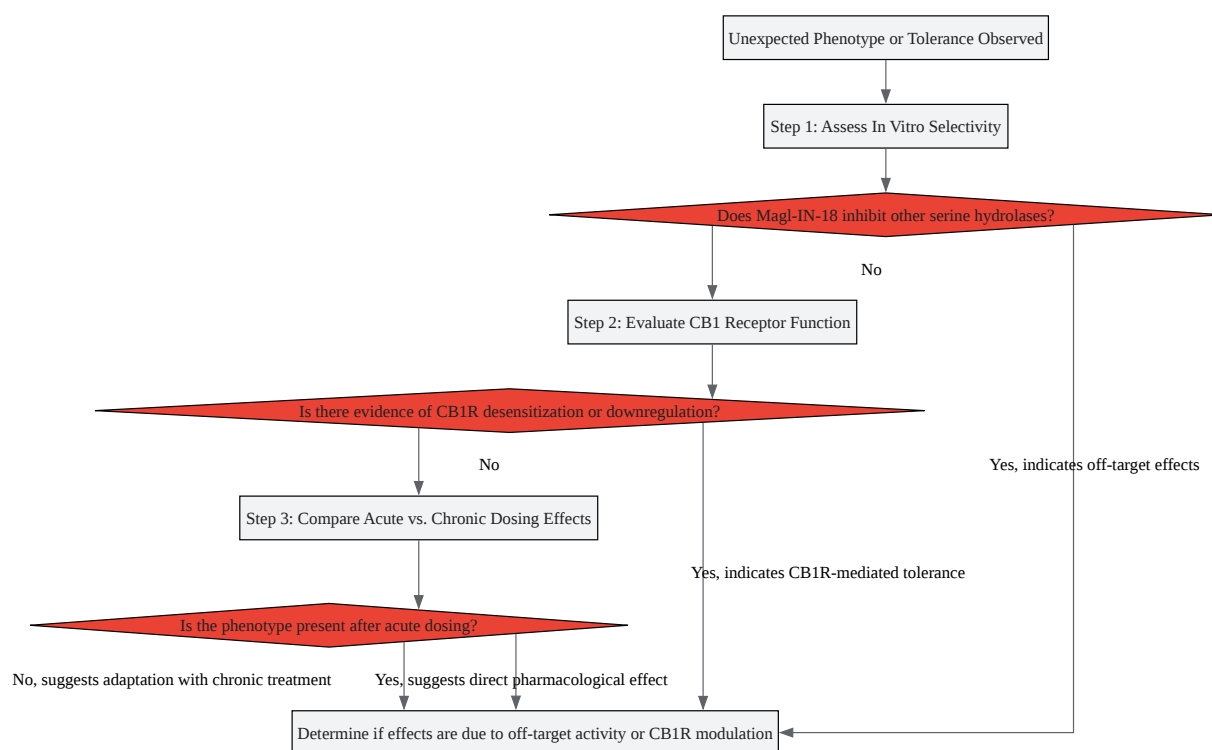 Unexpected Phenotype or Tolerance Observed
Step 1: Assess In Vitro Selectivity
Does Magl-IN-18 inhibit other serine hydrolases?
No
Step 2: Evaluate CB1 Receptor Function
Is there evidence of CB1R desensitization or downregulation?
No
Yes, indicates off-target effects
Step 3: Compare Acute vs. Chronic Dosing Effects
Yes, indicates CB1R-mediated tolerance
Is the phenotype present after acute dosing?
No, suggests adaptation with chronic treatment
Yes, suggests direct pharmacological effect
Determine if effects are due to off-target activity or CB1R modulation